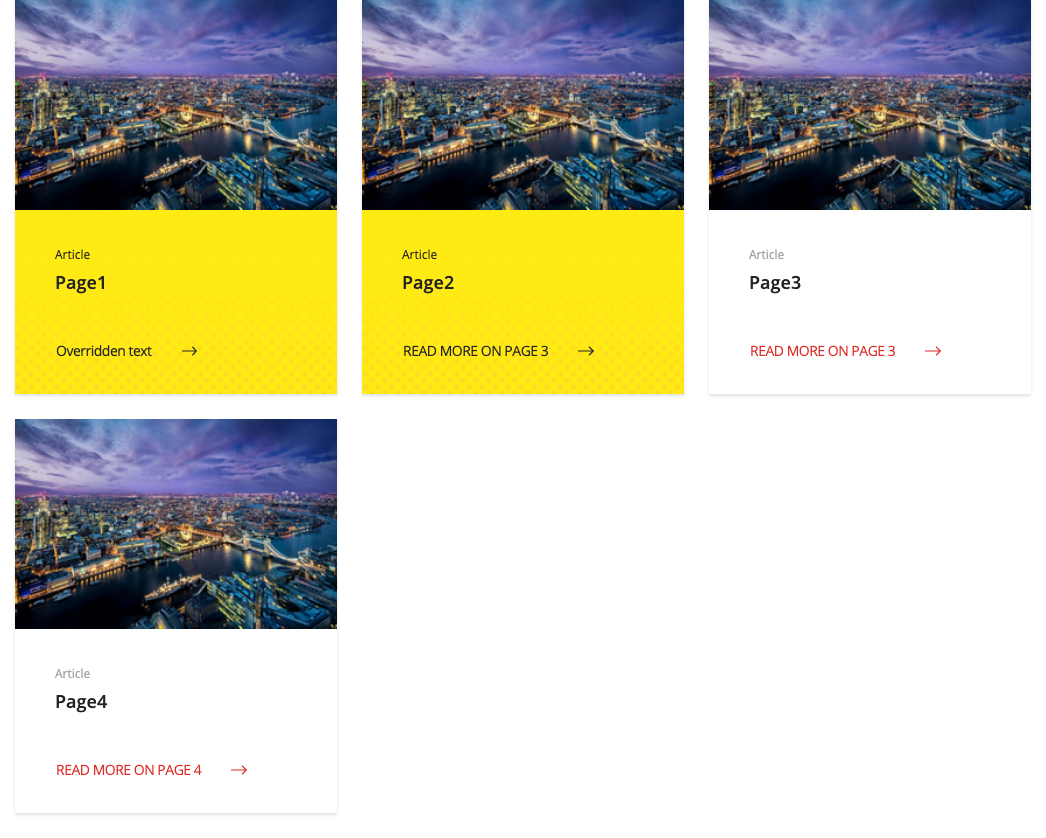 Article
Page1
Overridden text
Article
Page2
READ MORE ON PAGE 3
Article
Page3
READ MORE ON PAGE 3
Article
Page4
READ MORE ON PAGE 4